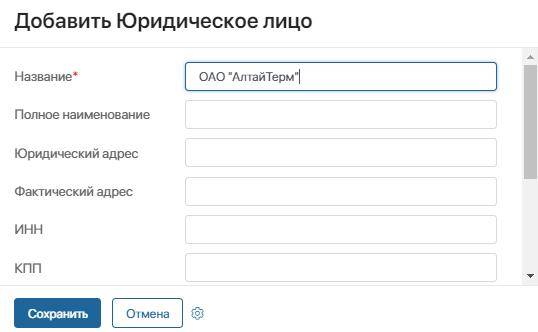 Добавить Юридическое лицо
Название*
ОАО "АлтайТерм"
Полное наименование
Юридический адрес
Фактический адрес
ИНН
КПП
Сохранить
Отмена